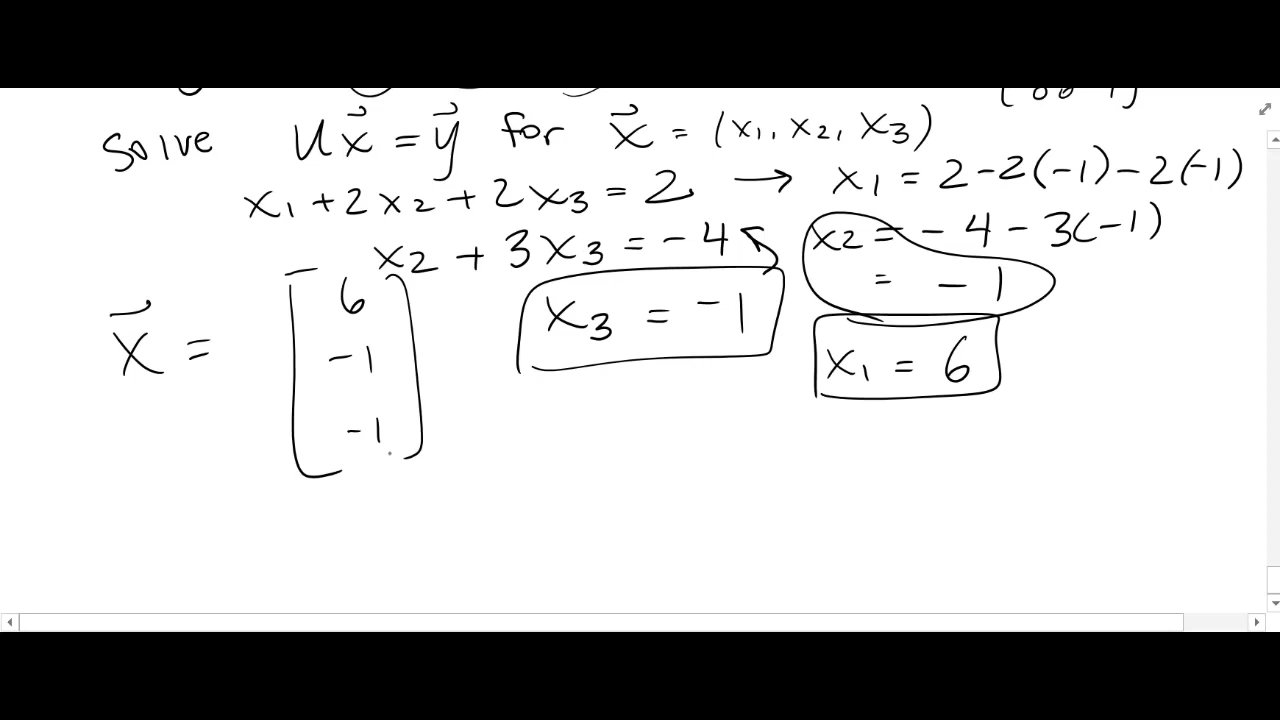 solve Ux⃗ = y⃗ for x⃗ = (x₁, x₂, x₃)
x₁ + 2x₂ + 2x₃ = 2 → x₁ = 2 - 2(-1) - 2(-1)
x₂ + 3x₃ = -4 x₂ = -4 - 3(-1)
= -1
x₃ = -1
x₁ = 6
x⃗ = [6
-1
-1]